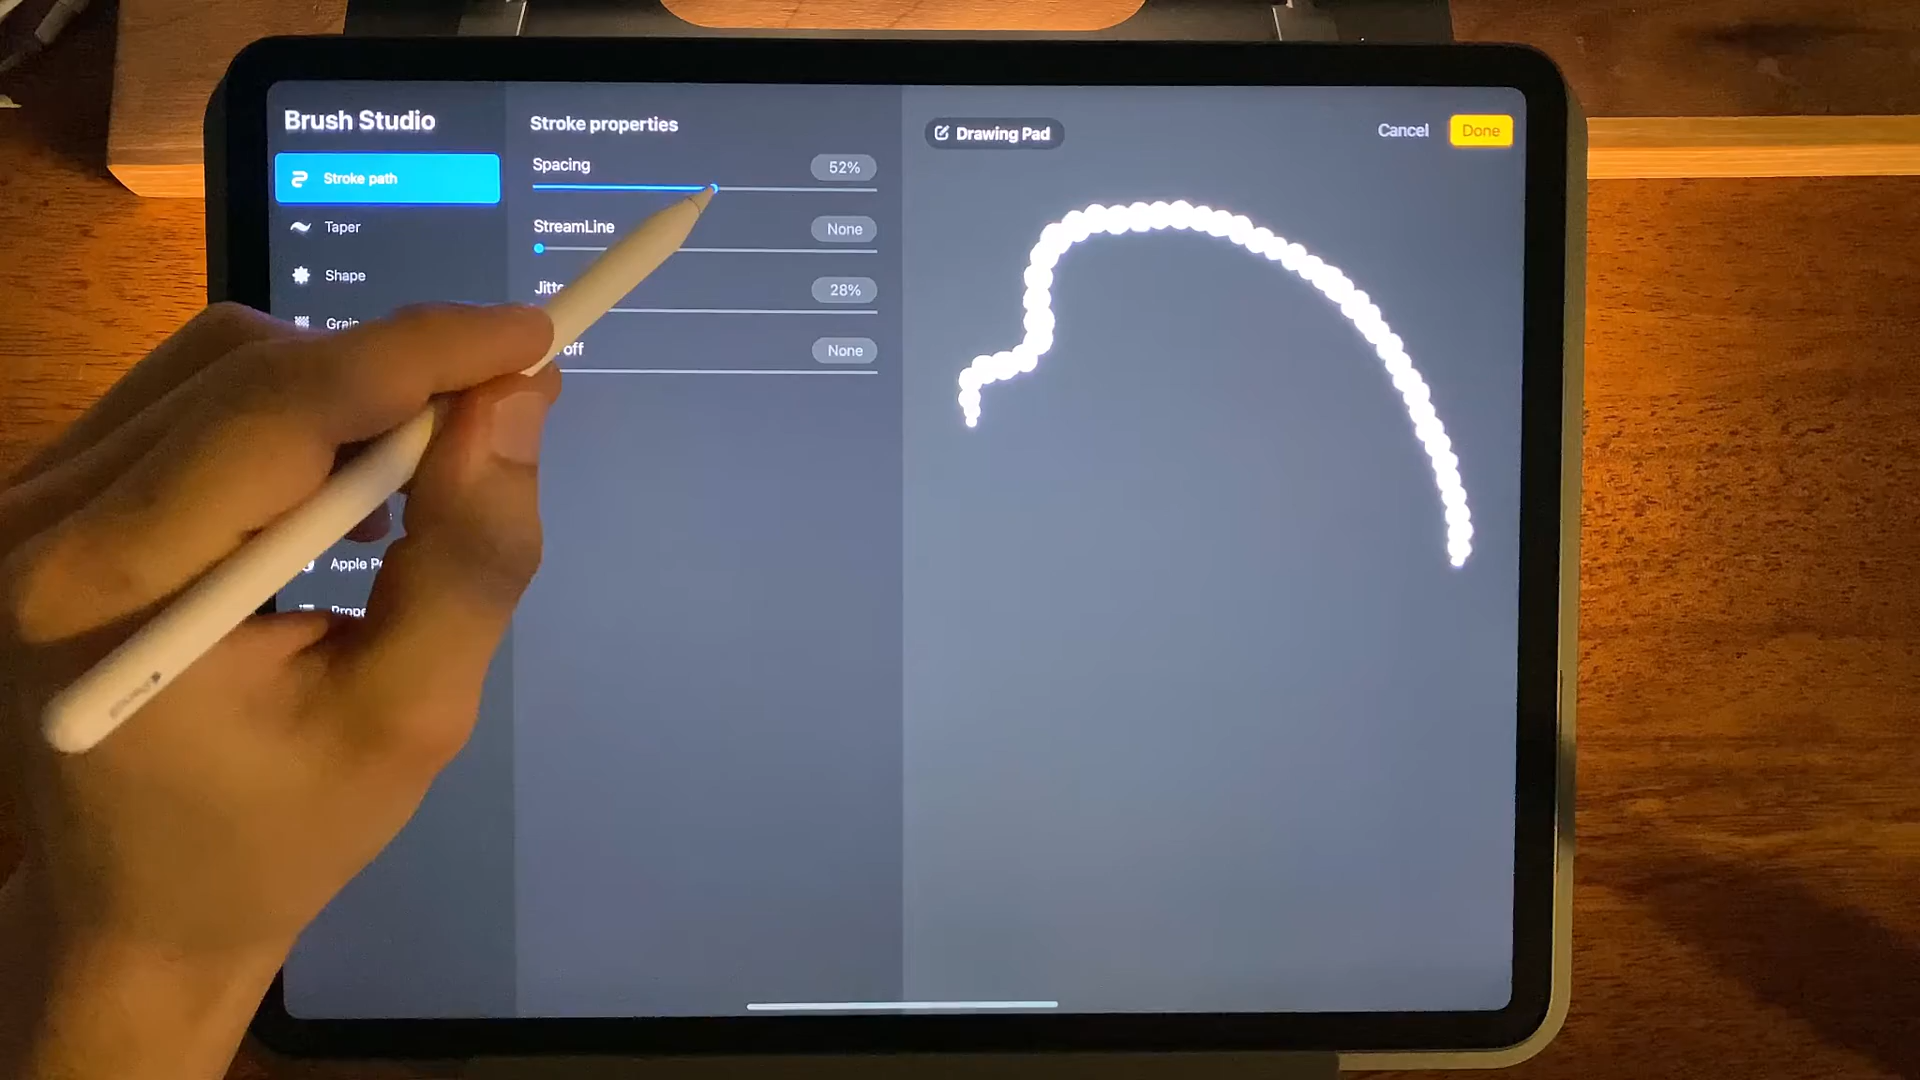 Brush Studio
Stroke path
Taper
Shape
Apple
Stroke properties
Spacing
52%
StreamLine
None
28%
off
None
Drawing Pad
Cancel
Done